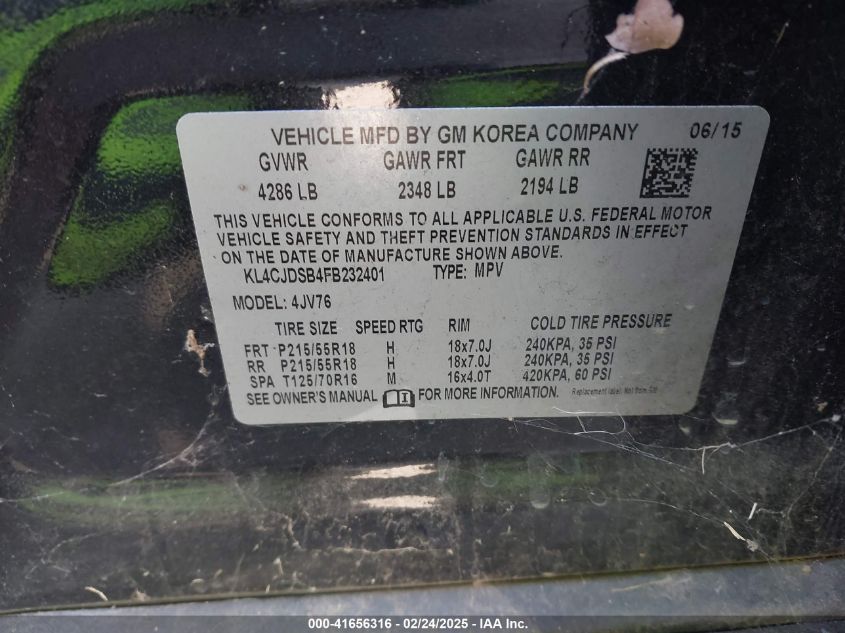 VEHICLE MFD BY GM KOREA COMPANY 06/15
GVWR GAWR FRT GAWR RR
4286 LB 2348 LB 2194 LB
THIS VEHICLE CONFORMS TO ALL APPLICABLE U.S. FEDERAL MOTOR
VEHICLE SAFETY AND THEFT PREVENTION STANDARDS IN EFFECT
ON THE DATE OF MANUFACTURE SHOWN ABOVE.
KL4CJDSB4FB232401 TYPE: MPV
MODEL: 4JV76
TIRE SIZE SPEED RTG RIM COLD TIRE PRESSURE
FRT P215/55R18 H 18x7.0J 240KPA, 35 PSI
RR P215/55R18 H 18x7.0J 240KPA, 35 PSI
SPA T125/70R16 M 16x4.0T 420KPA, 60 PSI
SEE OWNER'S MANUAL FOR MORE INFORMATION. Replacement label. Not from
000-41656316 - 02/24/2025 - IAA Inc.